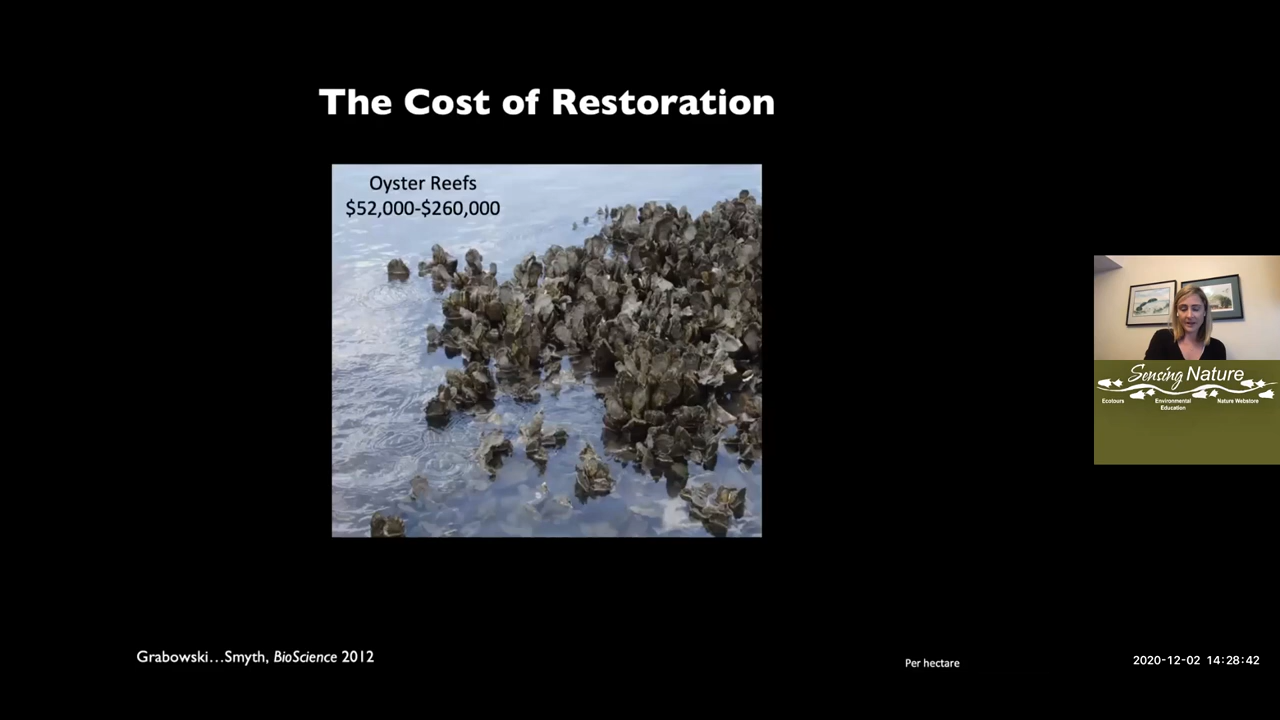 The Cost of Restoration
Oyster Reefs
$52,000-$260,000
Sensing Nature
Ecotours
Environmental
Education
Nature Webstore
Grabowski...Smyth, BioScience 2012
Per hectare
2020-12-02 14:28:42